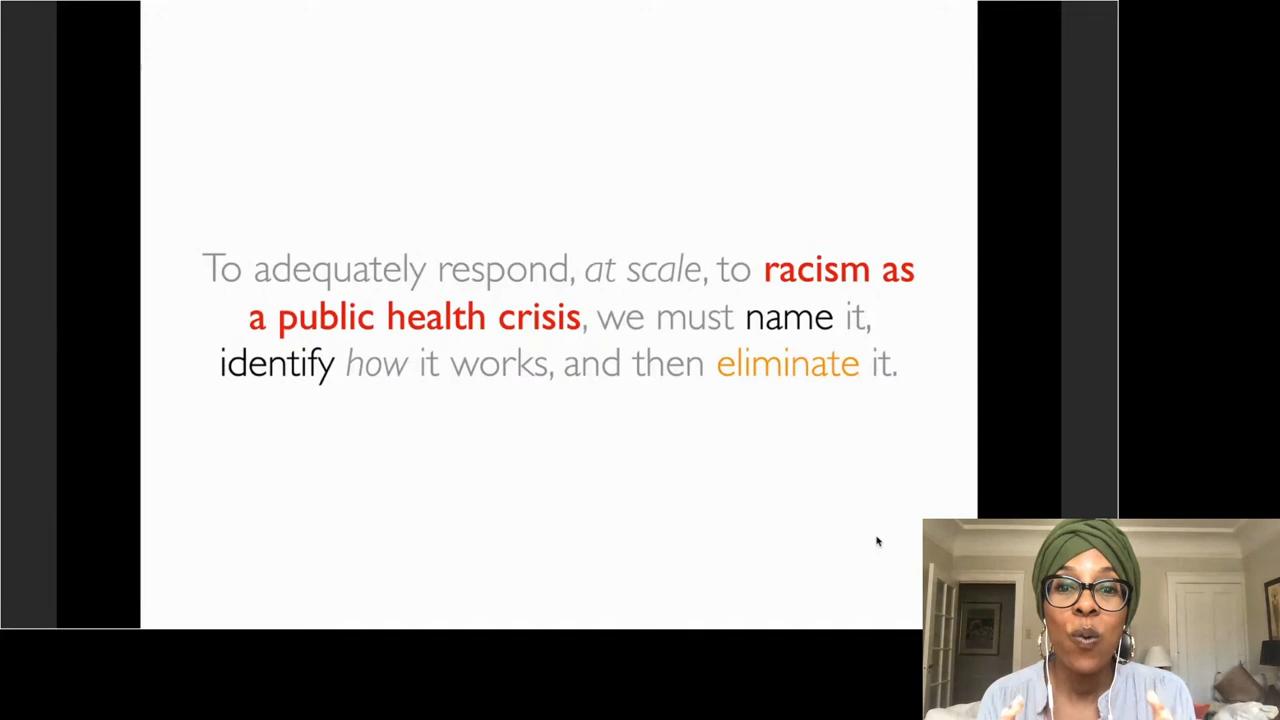 To adequately respond, at scale, to racism as
a public health crisis, we must name it,
identify how it works, and then eliminate it.